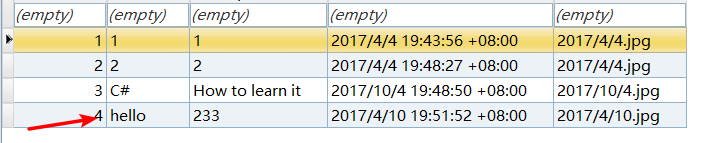 (empty) (empty) (empty) (empty) (empty)
1 1 1 2017/4/4 19:43:56 +08:00 2017/4/4.jpg
2 2 2 2017/4/4 19:48:27 +08:00 2017/4/4.jpg
3 C# How to learn it 2017/10/4 19:48:50 +08:00 2017/10/4.jpg
4 hello 233 2017/4/10 19:51:52 +08:00 2017/4/10.jpg